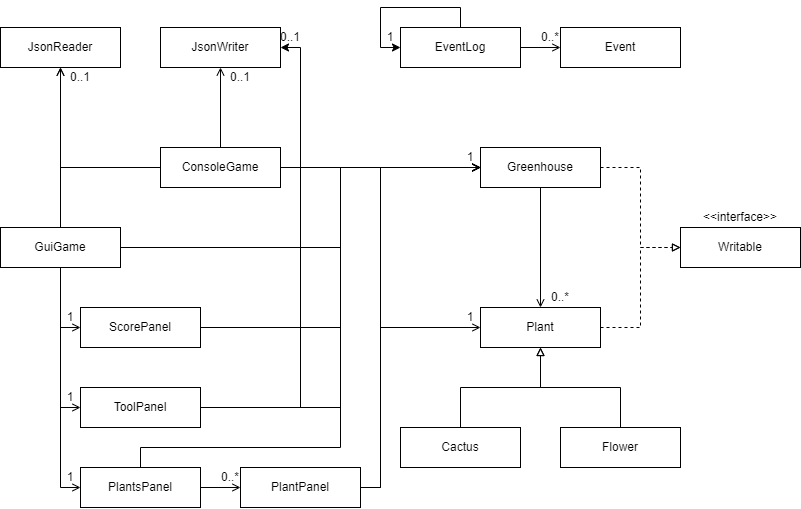 JsonReader
JsonWriter
0..1
1
EventLog
0..*
Event
0..1
0..1
ConsoleGame
1
Greenhouse
<<interface>>
GuiGame
Writable
0..*
1
ScorePanel
1
Plant
1
ToolPanel
Cactus
Flower
1
PlantsPanel
0..*
PlantPanel